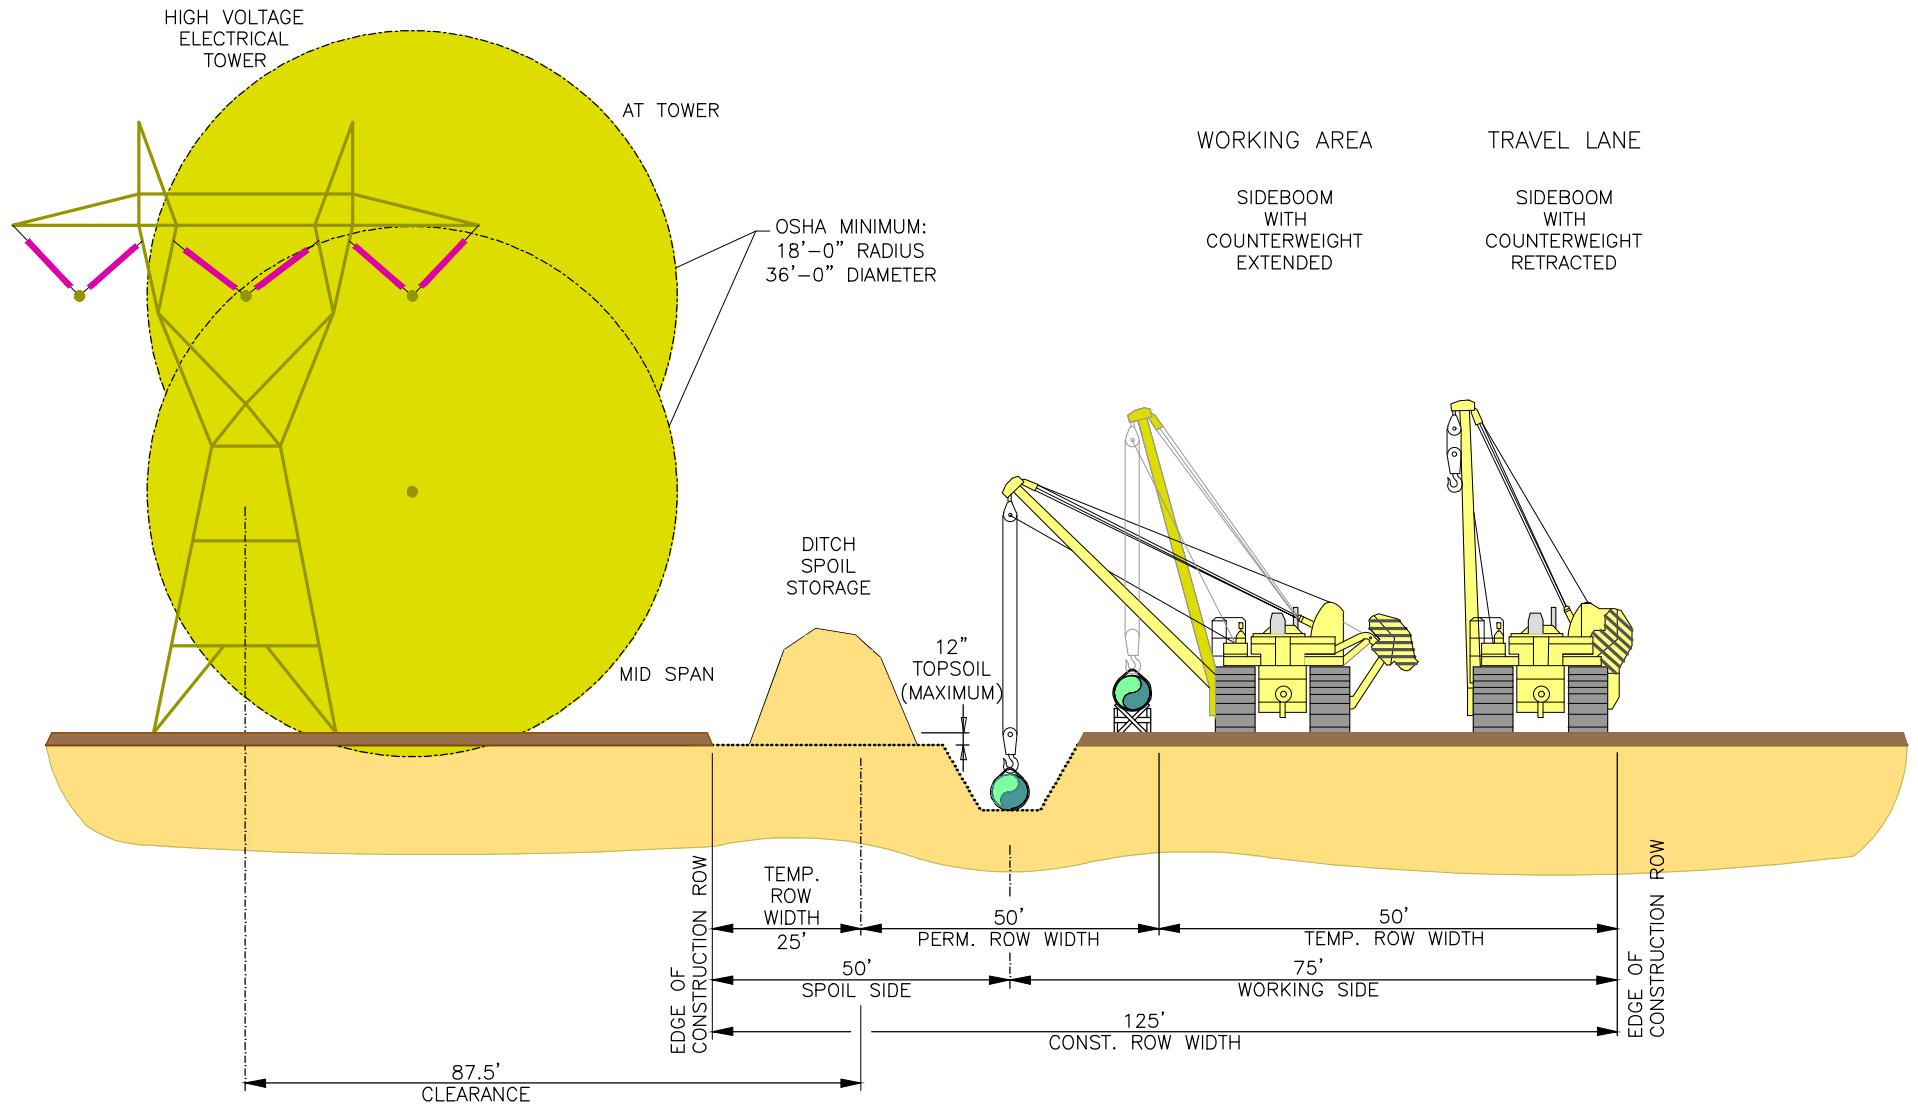 HIGH VOLTAGE
ELECTRICAL
TOWER
AT TOWER
OSHA MINIMUM:
18'-0" RADIUS
36'-0" DIAMETER
WORKING AREA
SIDEBOOM
WITH
COUNTERWEIGHT
EXTENDED
TRAVEL LANE
SIDEBOOM
WITH
COUNTERWEIGHT
RETRACTED
DITCH
SPOIL
STORAGE
12"
TOPSOIL
(MAXIMUM)
MID SPAN
EDGE OF
CONSTRUCTION ROW
TEMP.
ROW
WIDTH
25'
50'
PERM. ROW WIDTH
50'
TEMP. ROW WIDTH
50'
SPOIL SIDE
75'
WORKING SIDE
125'
CONST. ROW WIDTH
EDGE OF
CONSTRUCTION ROW
87.5'
CLEARANCE